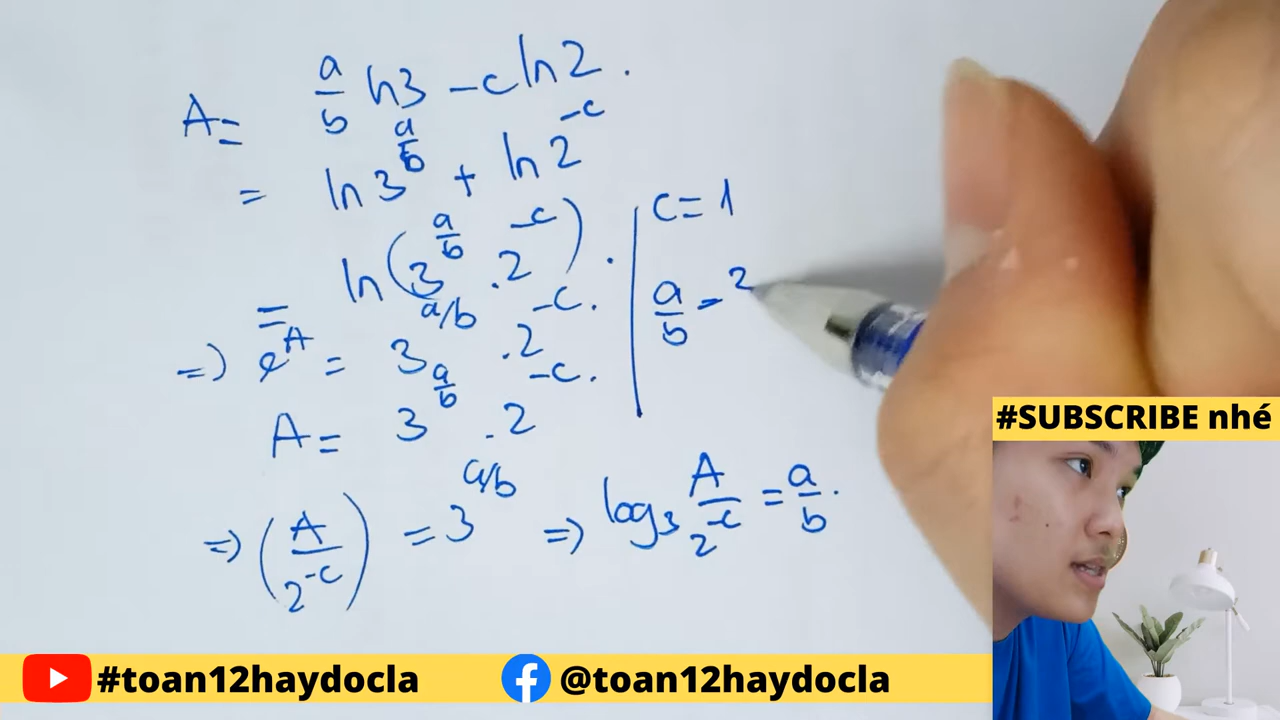 A = a/b ln3 - c ln2.
= ln3^(a/b) + ln2^(-c)
= ln(3^(a/b) . 2^(-c)).
=> e^A = 3^(a/b) . 2^(-c).
A = 3^(a/b) . 2^(-c).
=> (A/2^(-c)) = 3^(a/b) => log₃ A/2^(-c) = a/b.
c = 1
a/b = 2
#SUBSCRIBE nhé
#toan12haydocla
@toan12haydocla